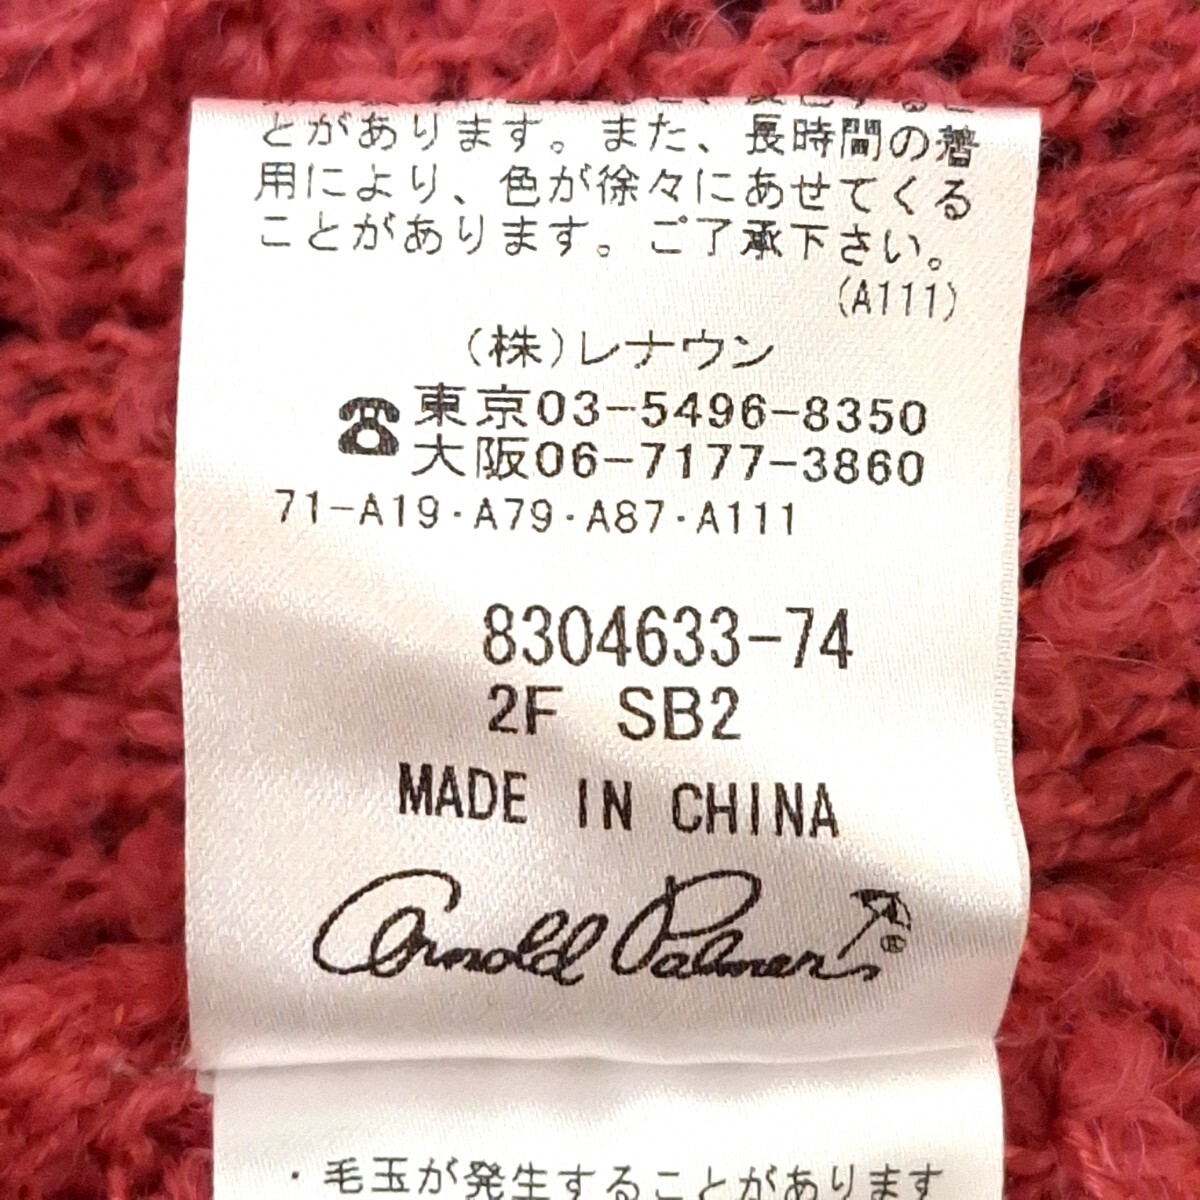 とがあります。また、長時間の着
用により、色が徐々にあせてくる
ことがあります。ご了承下さい。
(A111)
(株)レナウン
☎東京03-5496-8350
大阪06-7177-3860
71-A19·A79·A87·A111
8304633-74
2F SB2
MADE IN CHINA
Arnold Palmer ®
・毛玉が発生することがあります